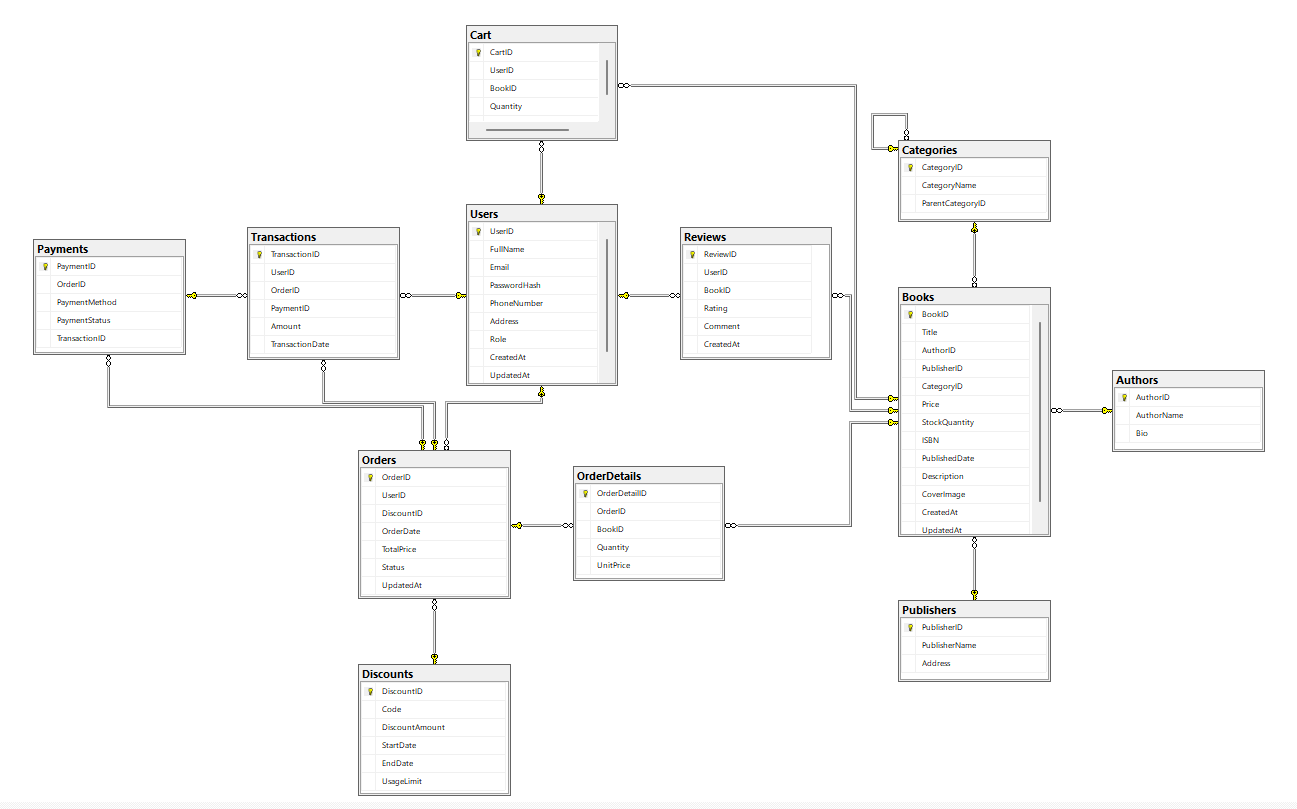 Cart
CartID
UserID
BookID
Quantity
Categories
CategoryID
CategoryName
ParentCategoryID
Users
UserID
FullName
Email
PasswordHash
PhoneNumber
Address
Role
CreatedAt
UpdatedAt
Transactions
TransactionID
UserID
OrderID
PaymentID
Amount
TransactionDate
Reviews
ReviewID
UserID
BookID
Rating
Comment
CreatedAt
Payments
PaymentID
OrderID
PaymentMethod
PaymentStatus
TransactionID
Books
BookID
Title
AuthorID
PublisherID
CategoryID
Price
StockQuantity
ISBN
PublishedDate
Description
CoverImage
CreatedAt
UpdatedAt
Authors
AuthorID
AuthorName
Bio
Orders
OrderID
UserID
DiscountID
OrderDate
TotalPrice
Status
UpdatedAt
OrderDetails
OrderDetailID
OrderID
BookID
Quantity
UnitPrice
Publishers
PublisherID
PublisherName
Address
Discounts
DiscountID
Code
DiscountAmount
StartDate
EndDate
UsageLimit